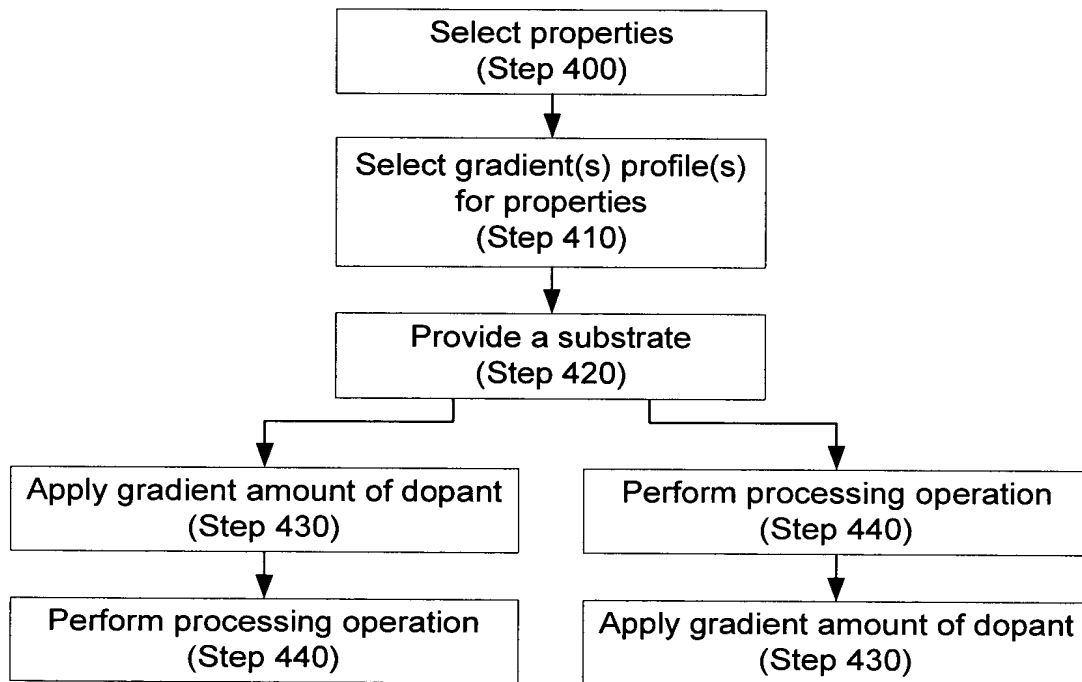 Select properties
(Step 400)
Select gradient(s) profile(s)
for properties
(Step 410)
Provide a substrate
(Step 420)
Apply gradient amount of dopant
(Step 430)
Perform processing operation
(Step 440)
Perform processing operation
(Step 440)
Apply gradient amount of dopant
(Step 430)